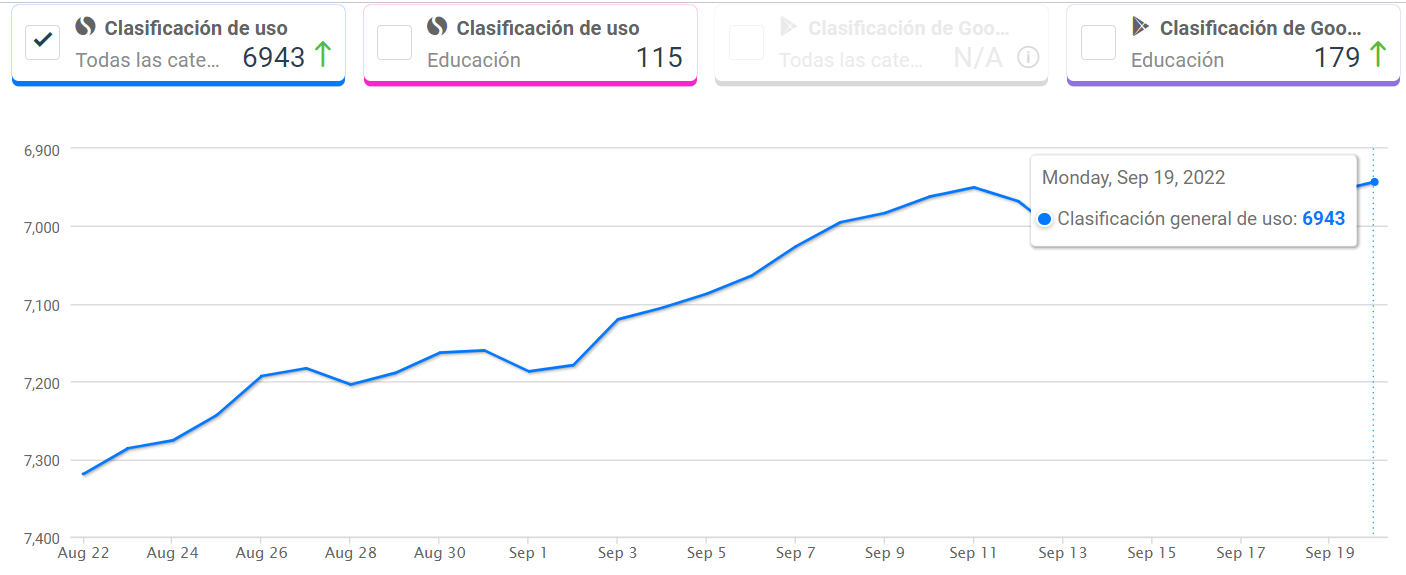 Clasificación de uso
Todas las cate... 6943
Clasificación de uso
Educación 115
Clasificación de Goo...
Todas las cate... N/A
Clasificación de Goo...
Educación 179
6,900
7,000
7,100
7,200
7,300
7,400
Monday, Sep 19, 2022
Clasificación general de uso: 6943
Aug 22 Aug 24 Aug 26 Aug 28 Aug 30 Sep 1 Sep 3 Sep 5 Sep 7 Sep 9 Sep 11 Sep 13 Sep 15 Sep 17 Sep 19